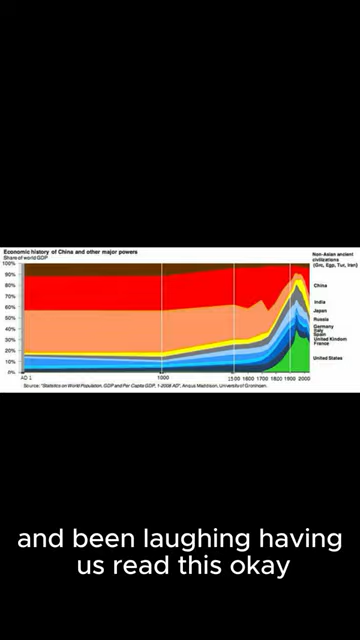 Economic history of China and other major powers
Share of world GDP
100%
90%
80%
70%
60%
50%
40%
30%
20%
10%
0%
AD 1
1000
1500 1600 1700 1820 1900 2000
Non-Asian ancient
civilizations
(Grc, Egp, Tur, Iran)
China
India
Japan
Russia
Germany
Italy
Spain
United Kingdom
France
United States
Source: "Statistics on World Population, GDP and Per Capita GDP, 1-2008 AD", Angus Maddison, University of Groningen.
and been laughing having
us read this okay